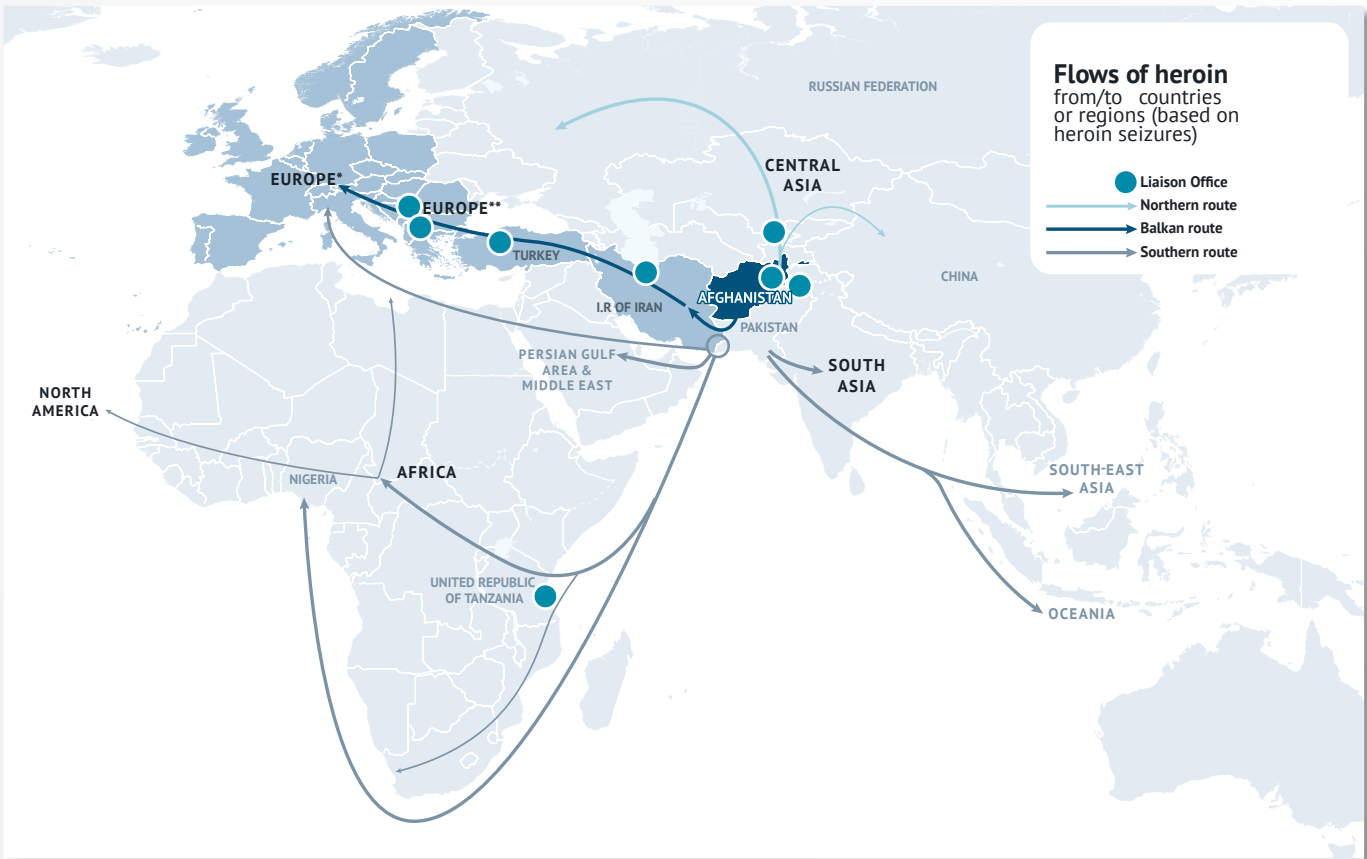 Flows of heroin
from/to countries
or regions (based on
heroin seizures)
Liaison Office
Northern route
Balkan route
Southern route
RUSSIAN FEDERATION
CENTRAL
ASIA
EUROPE*
EUROPE**
TURKEY
CHINA
I.R OF IRAN
AFGHANISTAN
PAKISTAN
PERSIAN GULF
AREA &
MIDDLE EAST
SOUTH
ASIA
NORTH
AMERICA
AFRICA
NIGERIA
SOUTH-EAST
ASIA
UNITED REPUBLIC
OF TANZANIA
OCEANIA